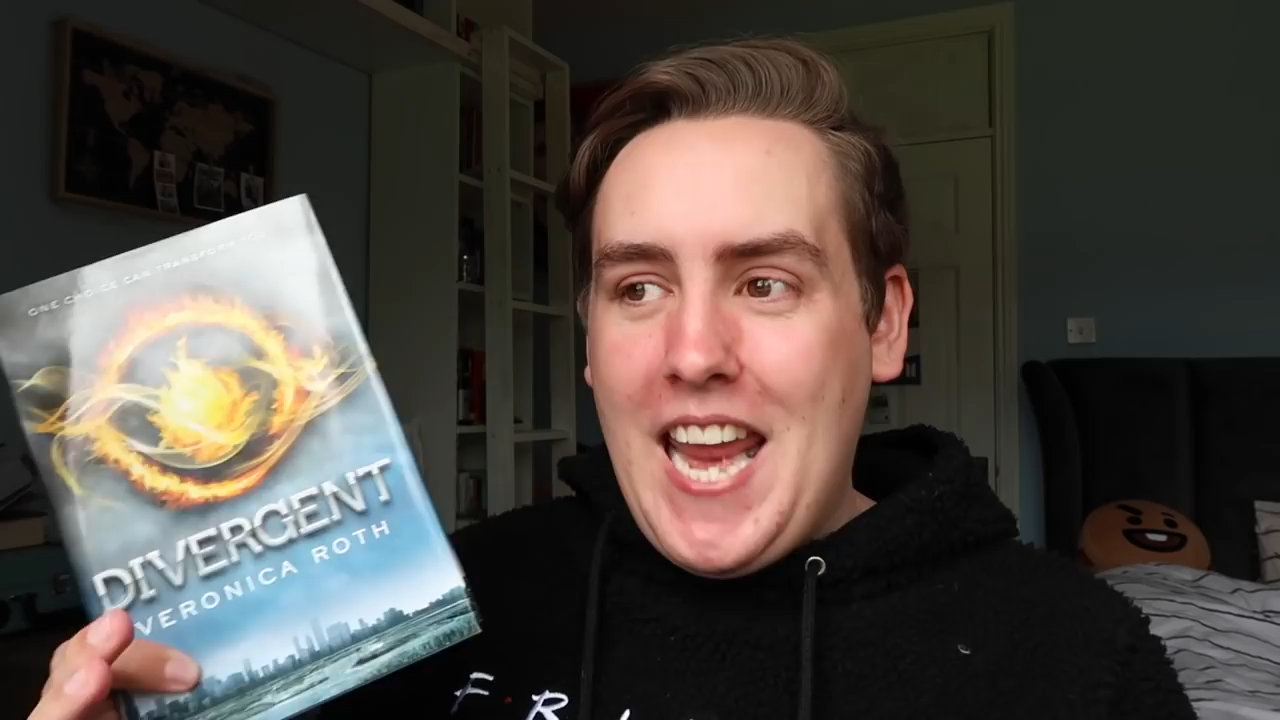 ONE CHOICE CAN TRANSFORM YOU
DIVERGENT
VERONICA ROTH
F.R.